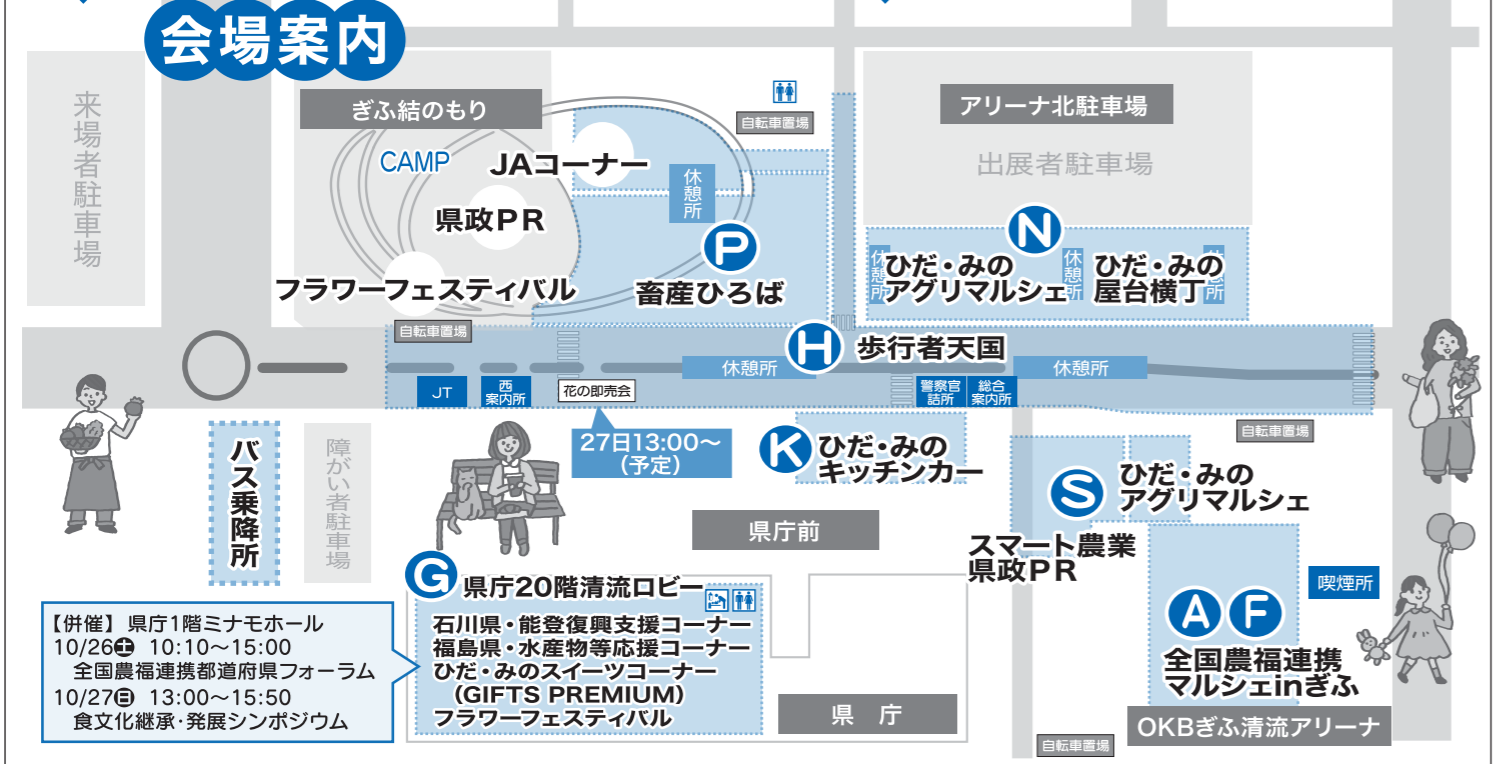 会場案内
来場者駐車場
ぎふ結のもり
CAMP
JAコーナー
県政PR
フラワーフェスティバル
自転車置場
休憩所
P
畜産ひろば
自転車置場
アリーナ北駐車場
出展者駐車場
N
休憩所
ひだ・みの
アグリマルシェ
休憩所
ひだ・みの
屋台横丁
休憩所
H
歩行者天国
休憩所
休憩所
JT
西
案内所
花の即売会
警察官
詰所
総合
案内所
27日13:00〜
(予定)
K
ひだ・みの
キッチンカー
自転車置場
バス乗降所
障がい者駐車場
S
ひだ・みの
アグリマルシェ
スマート農業
県政PR
県庁前
G
県庁20階清流ロビー
石川県・能登復興支援コーナー
福島県・水産物等応援コーナー
ひだ・みのスイーツコーナー
(GIFTS PREMIUM)
フラワーフェスティバル
【併催】 県庁1階ミナモホール
10/26土 10:10〜15:00
全国農福連携都道府県フォーラム
10/27日 13:00〜15:50
食文化継承・発展シンポジウム
県 庁
A F
全国農福連携
マルシェinぎふ
喫煙所
OKBぎふ清流アリーナ
自転車置場